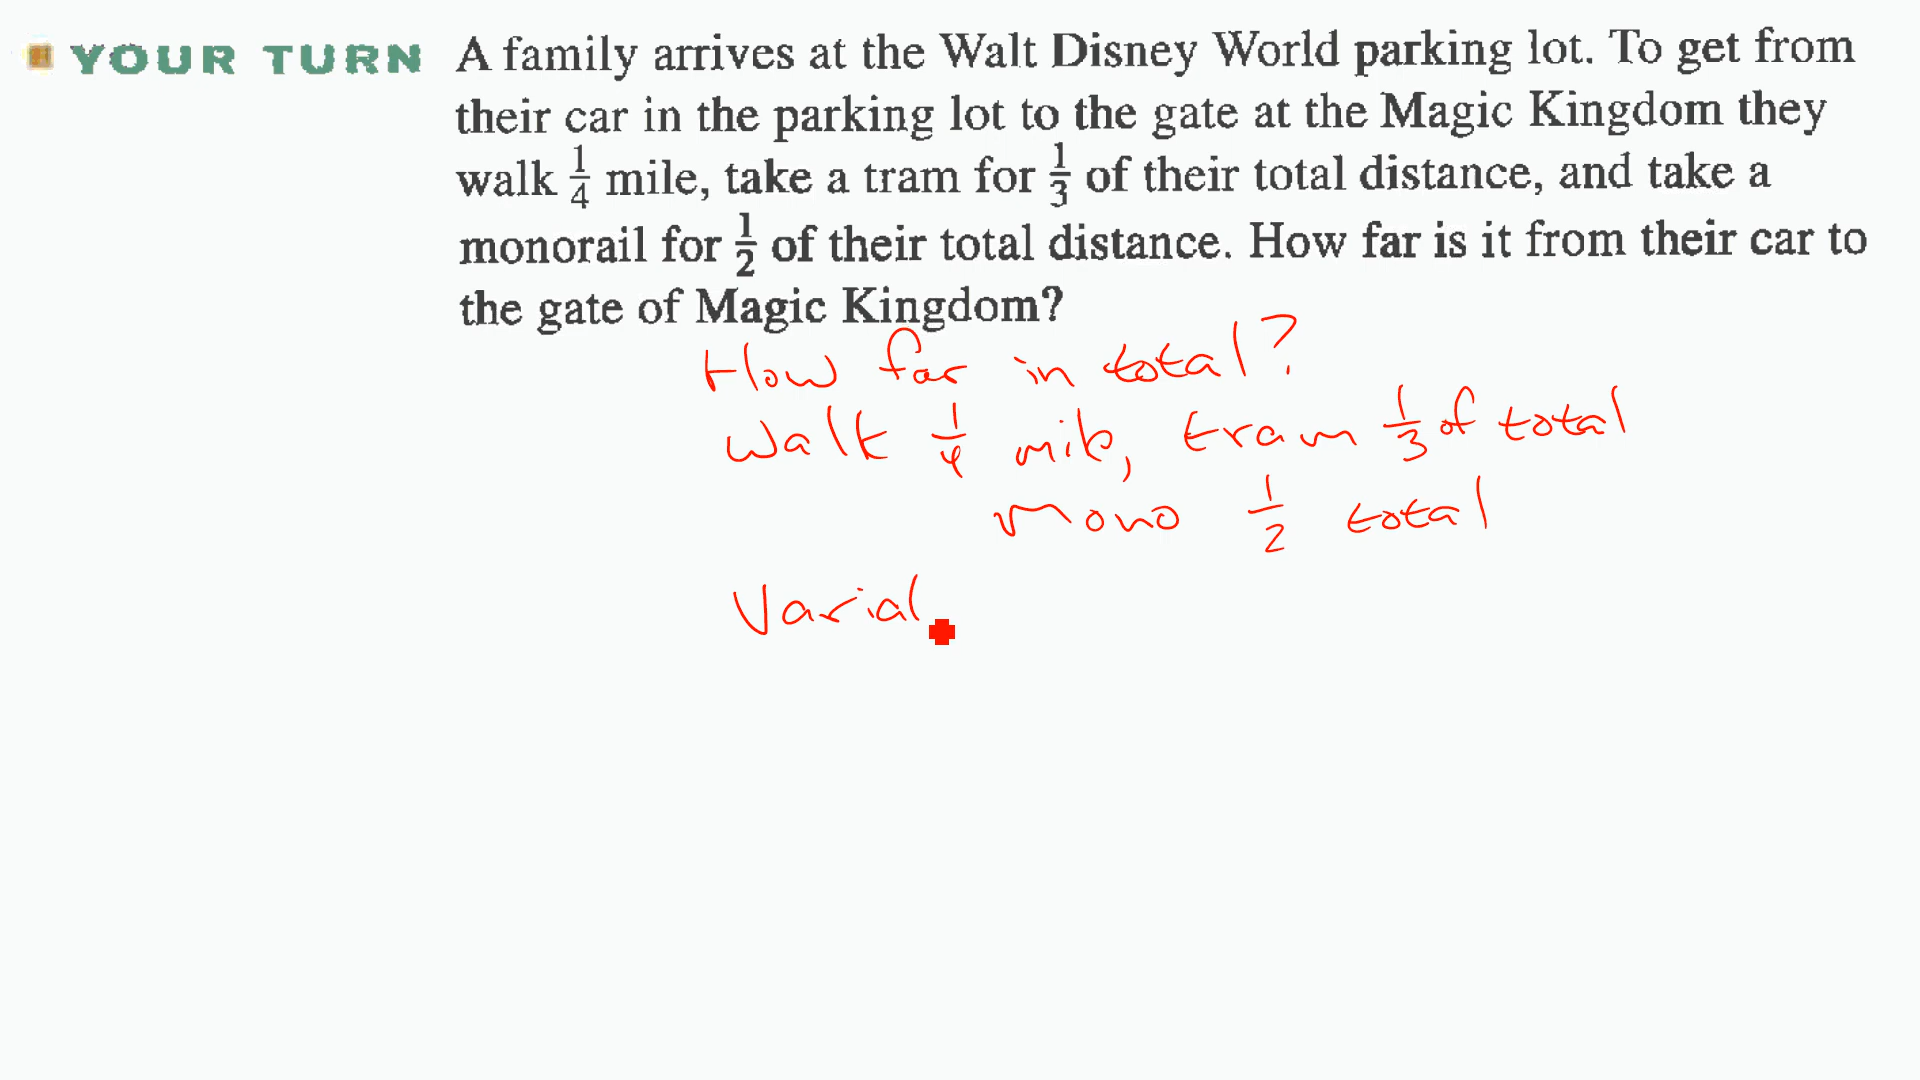 YOUR TURN A family arrives at the Walt Disney World parking lot. To get from
their car in the parking lot to the gate at the Magic Kingdom they
walk 1/4 mile, take a tram for 1/3 of their total distance, and take a
monorail for 1/2 of their total distance. How far is it from their car to
the gate of Magic Kingdom?
How far in total?
Walk 1/4 mile, tram 1/3 of total
Mono 1/2 total
Varial